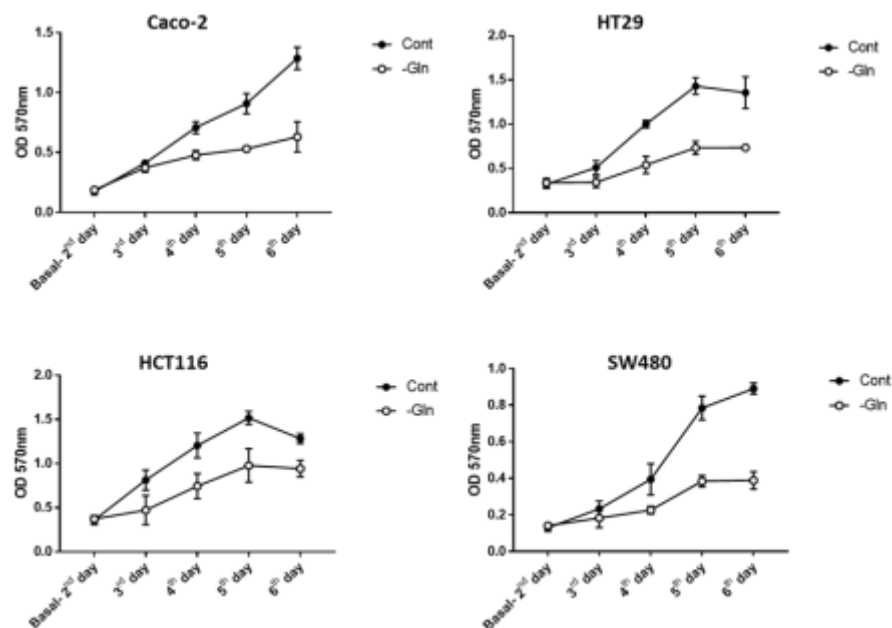 Caco-2
OD 570nm
1.5
1.0
0.5
0.0
Basal- 2nd day
3rd day
4th day
5th day
6th day
Cont
-Gln
HT29
OD 570nm
2.0
1.5
1.0
0.5
0.0
Basal- 2nd day
3rd day
4th day
5th day
6th day
Cont
-Gln
HCT116
OD 570nm
2.0
1.5
1.0
0.5
0.0
Basal- 2nd day
3rd day
4th day
5th day
6th day
Cont
-Gln
SW480
OD 570nm
1.0
0.8
0.6
0.4
0.2
0.0
Basal- 2nd day
3rd day
4th day
5th day
6th day
Cont
-Gln